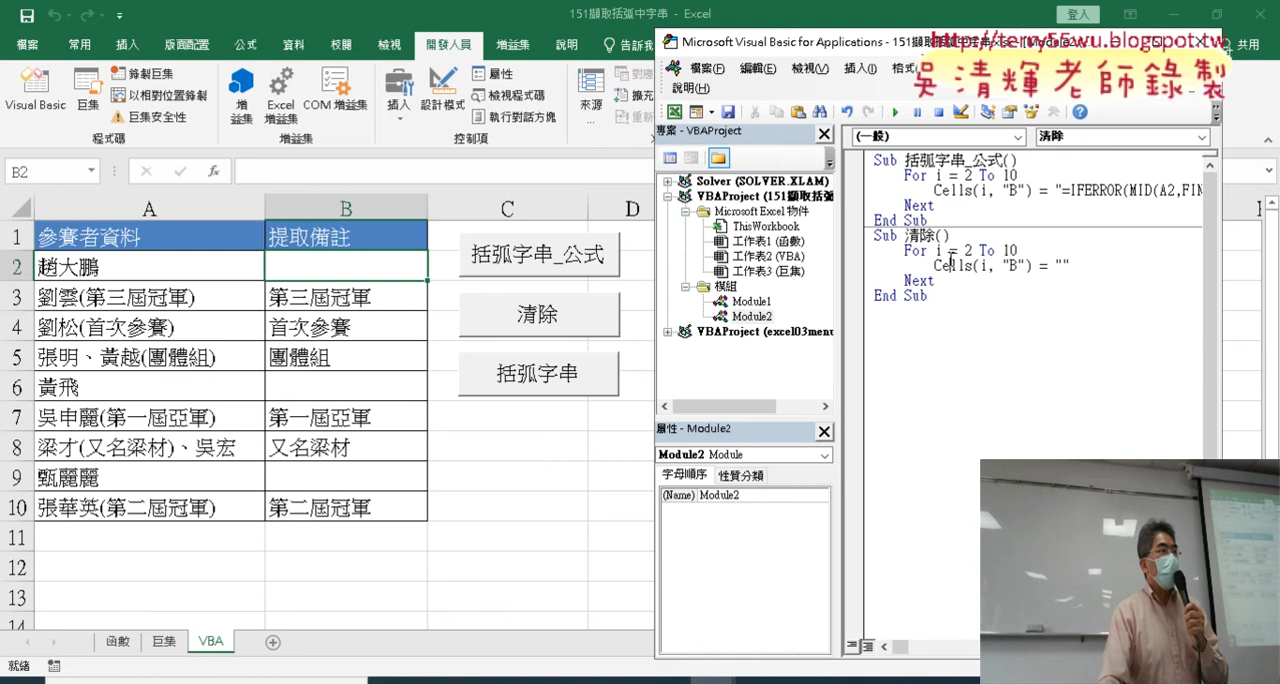 151擷取括弧中字串 - Excel
登入
檔案 常用 插入 版面配置 公式 資料 校閱 檢視 開發人員 增益集 說明 告訴我
共用
Visual Basic 巨集 錄製巨集 以相對位置錄製 巨集安全性
程式碼
增益集 Excel 增益集 COM 增益集
增益集
插入 設計模式 屬性 檢視程式碼 執行對話方塊
控制項
來源 對應 擴充 重新
B2 fx
A B C D
1 參賽者資料 提取備註
2 趙大鵬
3 劉雲(第三屆冠軍) 第三屆冠軍
4 劉松(首次參賽) 首次參賽
5 張明、黃越(團體組) 團體組
6 黃飛
7 吳申麗(第一屆亞軍) 第一屆亞軍
8 梁才(又名梁材)、吳宏 又名梁材
9 甄麗麗
10 張華英(第二屆冠軍) 第二屆冠軍
11
12
13
14
括弧字串_公式
清除
括弧字串
函數 巨集 VBA
就緒
Microsoft Visual Basic for Applications - 151擷取括弧中字串
http://terry55wu.blogspot.tw
吳清輝老師錄製
檔案(F) 編輯(E) 檢視(V) 插入(I) 格式
說明(H)
專案 - VBAProject
Solver (SOLVER.XLAM)
VBAProject (151擷取括弧
Microsoft Excel 物件
ThisWorkbook
工作表1 (函數)
工作表2 (VBA)
工作表3 (巨集)
模組
Module1
Module2
VBAProject (excel03menu
屬性 - Module2
Module2 Module
字母順序 性質分類
(Name) Module2
(一般) 清除
Sub 括弧字串_公式()
For i = 2 To 10
Cells(i, "B") = "=IFERROR(MID(A2,FIN
Next
End Sub
Sub 清除()
For i = 2 To 10
Cells(i, "B") = ""
Next
End Sub